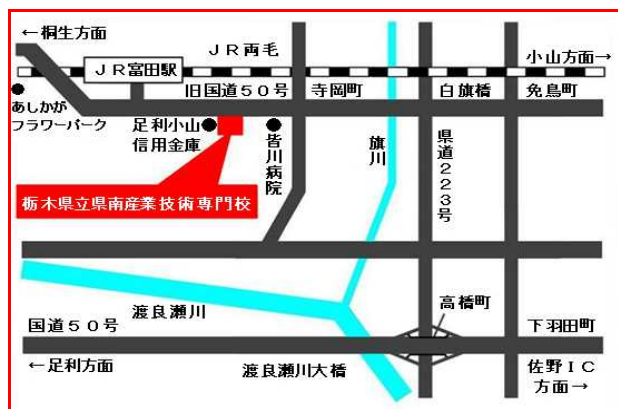 ←桐生方面
ＪＲ両毛
小山方面→
ＪＲ富田駅
旧国道５０号
寺岡町
白旗橋
免鳥町
あしかが
フラワーパーク
足利小山
信用金庫
皆川病院
旗川
県道２２３号
栃木県立県南産業技術専門校
渡良瀬川
高橋町
国道５０号
下羽田町
←足利方面
渡良瀬川大橋
佐野ＩＣ
方面→